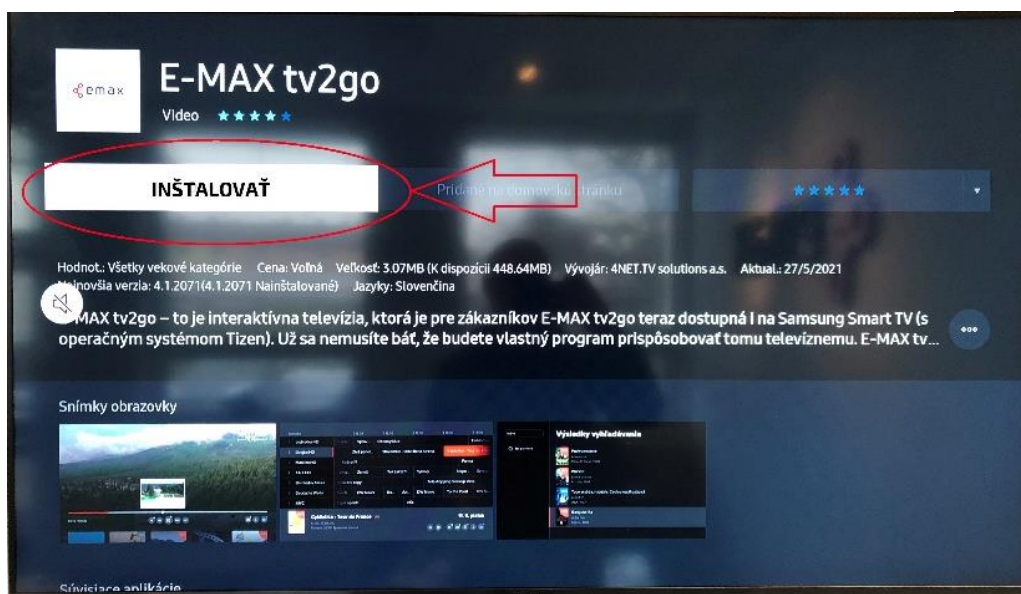 emax
E-MAX tv2go
Video
INŠTALOVAŤ
Pridané na domovskú stránku
Hodnot.: Všetky vekové kategórie Cena: Voľná Veľkosť: 3.07MB (K dispozícii 448.64MB) Vývojár: 4NET.TV solutions a.s. Aktual.: 27/5/2021
verzia: 4.1.2071(4.1.2071 Nainštalované) Jazyky: Slovenčina
MAX tv2go – to je interaktívna televízia, ktorá je pre zákazníkov E-MAX tv2go teraz dostupná I na Samsung Smart TV (s
operačným systémom Tizen). Už sa nemusíte báť, že budete vlastný program prispôsobovať tomu televíznemu. E-MAX tv...
Snímky obrazovky
Výsledky vyhľadávania
Cyklistika - Tour de France
Súvisiace aplikácie